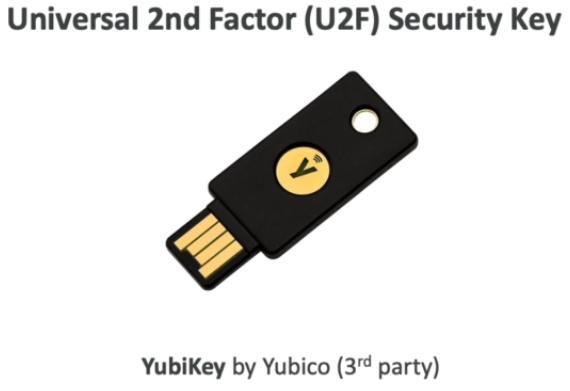 Universal 2nd Factor (U2F) Security Key
y
YubiKey by Yubico (3rd party)